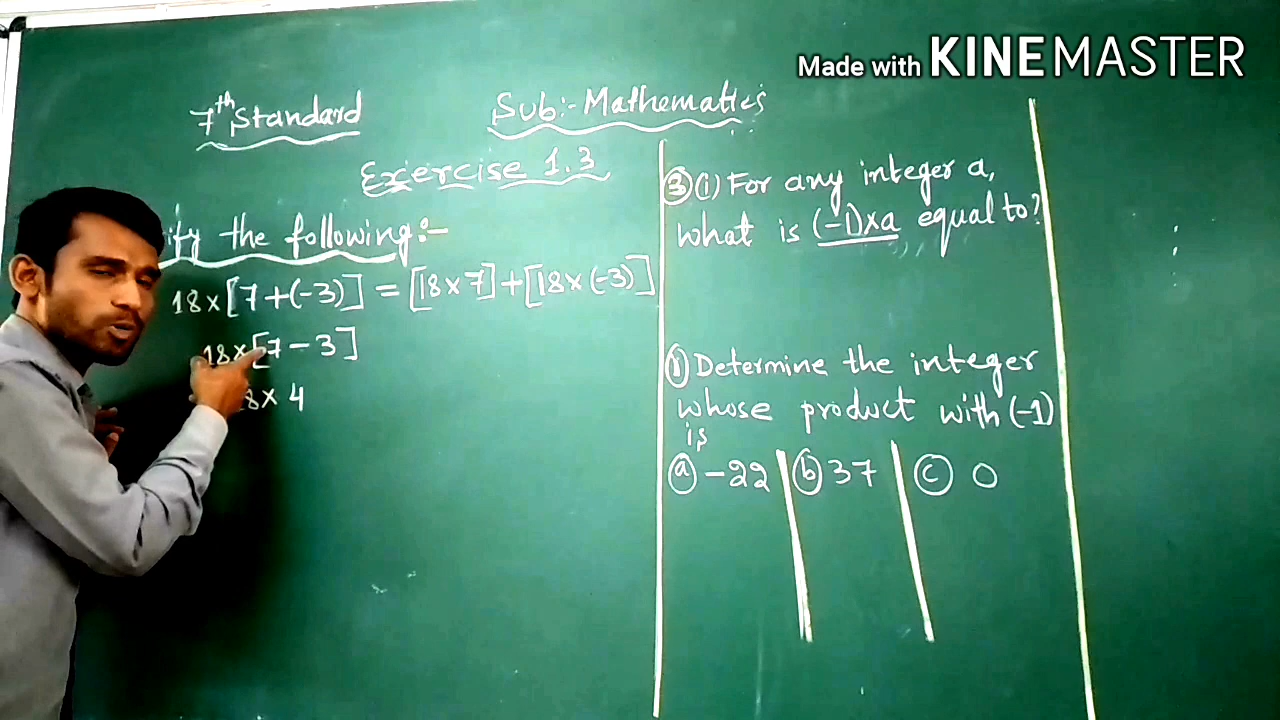 Made with KINEMASTER
7th Standard
Sub:- Mathematics
Exercise 1.3
ify the following:-
18×[7+(-3)] = [18×7]+[18×(-3)]
18×[7-3]
8×4
③(i) For any integer a,
what is (-1)×a equal to?
Determine the integer
whose product with (-1)
is
ⓐ -22 ⓑ 37 ⓒ 0